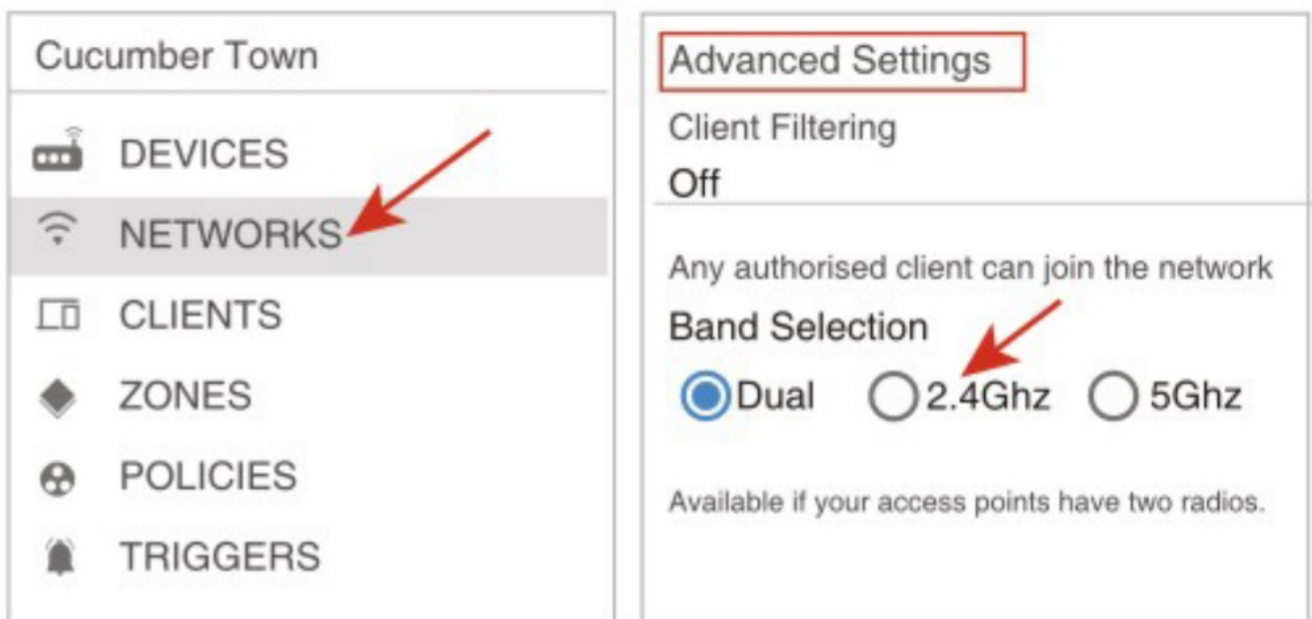 Cucumber Town
DEVICES
NETWORKS
CLIENTS
ZONES
POLICIES
TRIGGERS
Advanced Settings
Client Filtering
Off
Any authorised client can join the network
Band Selection
Dual 2.4Ghz 5Ghz
Available if your access points have two radios.